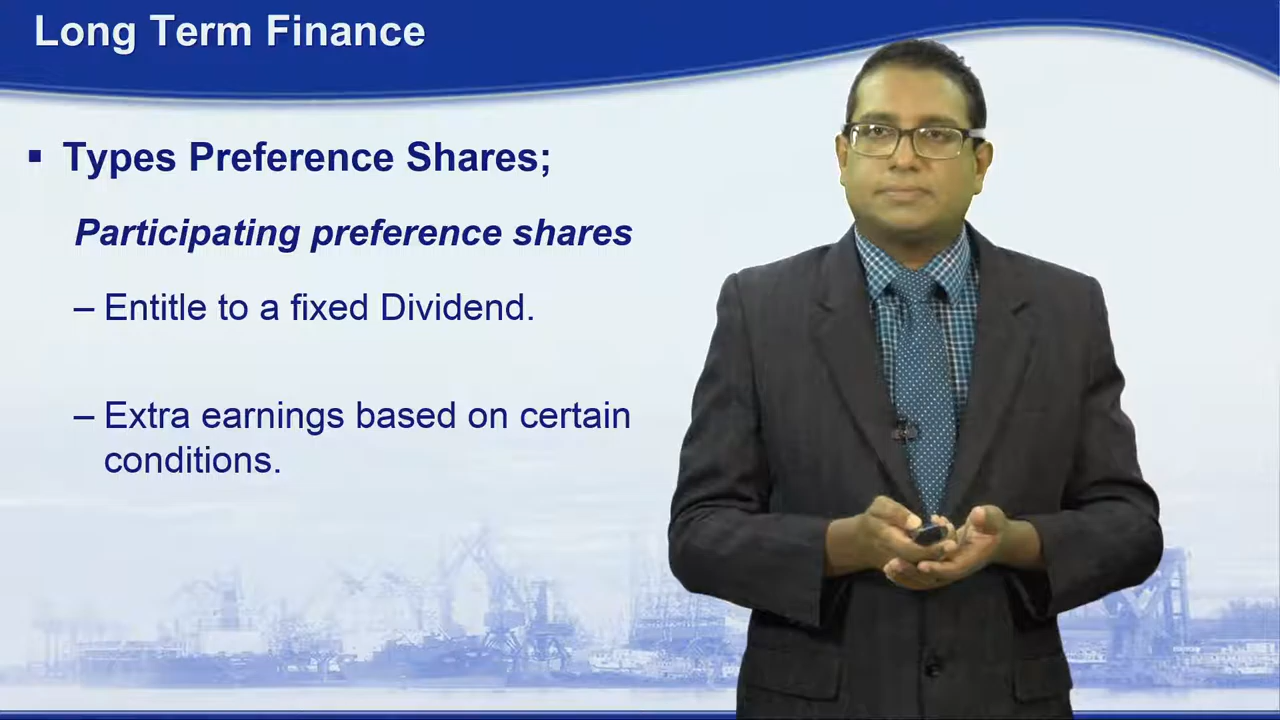 Long Term Finance
▪ Types Preference Shares;
Participating preference shares
– Entitle to a fixed Dividend.
– Extra earnings based on certain
conditions.